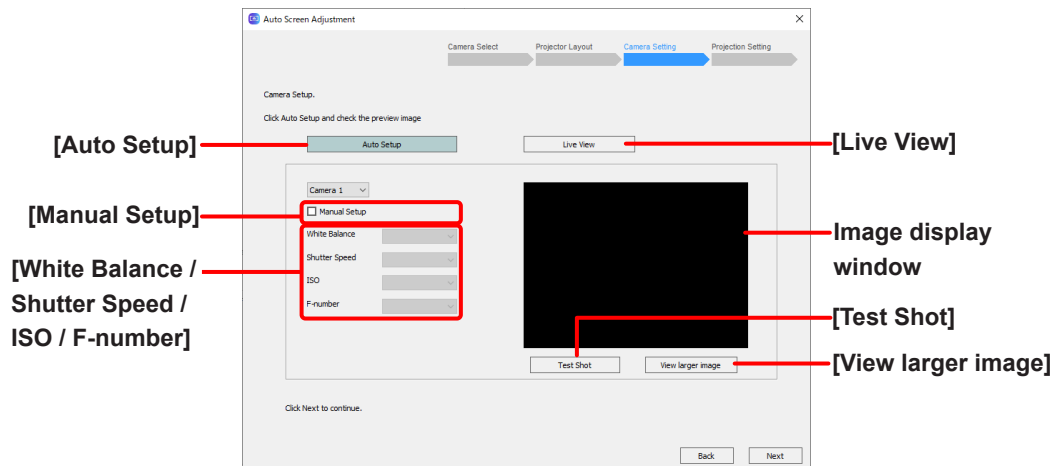 Auto Screen Adjustment
Camera Select
Projector Layout
Camera Setting
Projection Setting
Camera Setup.
Click Auto Setup and check the preview image
[Auto Setup]
Auto Setup
Live View
[Live View]
Camera 1
[Manual Setup]
Manual Setup
[White Balance /
Shutter Speed /
ISO / F-number]
White Balance
Shutter Speed
ISO
F-number
Image display
window
[Test Shot]
Test Shot
View larger image
[View larger image]
Click Next to continue.
Back
Next